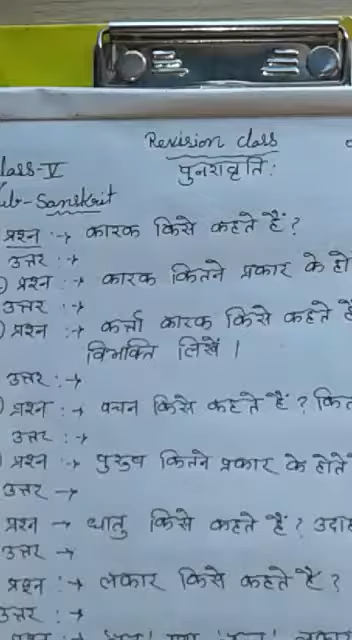 Revision class
पुनरावृति:
lass-V
ub-Sanskrit
प्रश्न :→ कारक किसे कहते हैं?
उत्तर :→
) प्रश्न :→ कारक कितने प्रकार के हो
उत्तर :→
) प्रश्न :→ कर्त्ता कारक किसे कहते हैं
विभक्ति लिखें ।
उत्तर :→
) प्रश्न :→ वचन किसे कहते हैं? कित
उत्तर :→
) प्रश्न :→ पुरुष कितने प्रकार के होते
उत्तर →
प्रश्न → धातु किसे कहते हैं? उदा
उत्तर →
प्रश्न :→ लकार किसे कहते हैं?
उत्तर :→